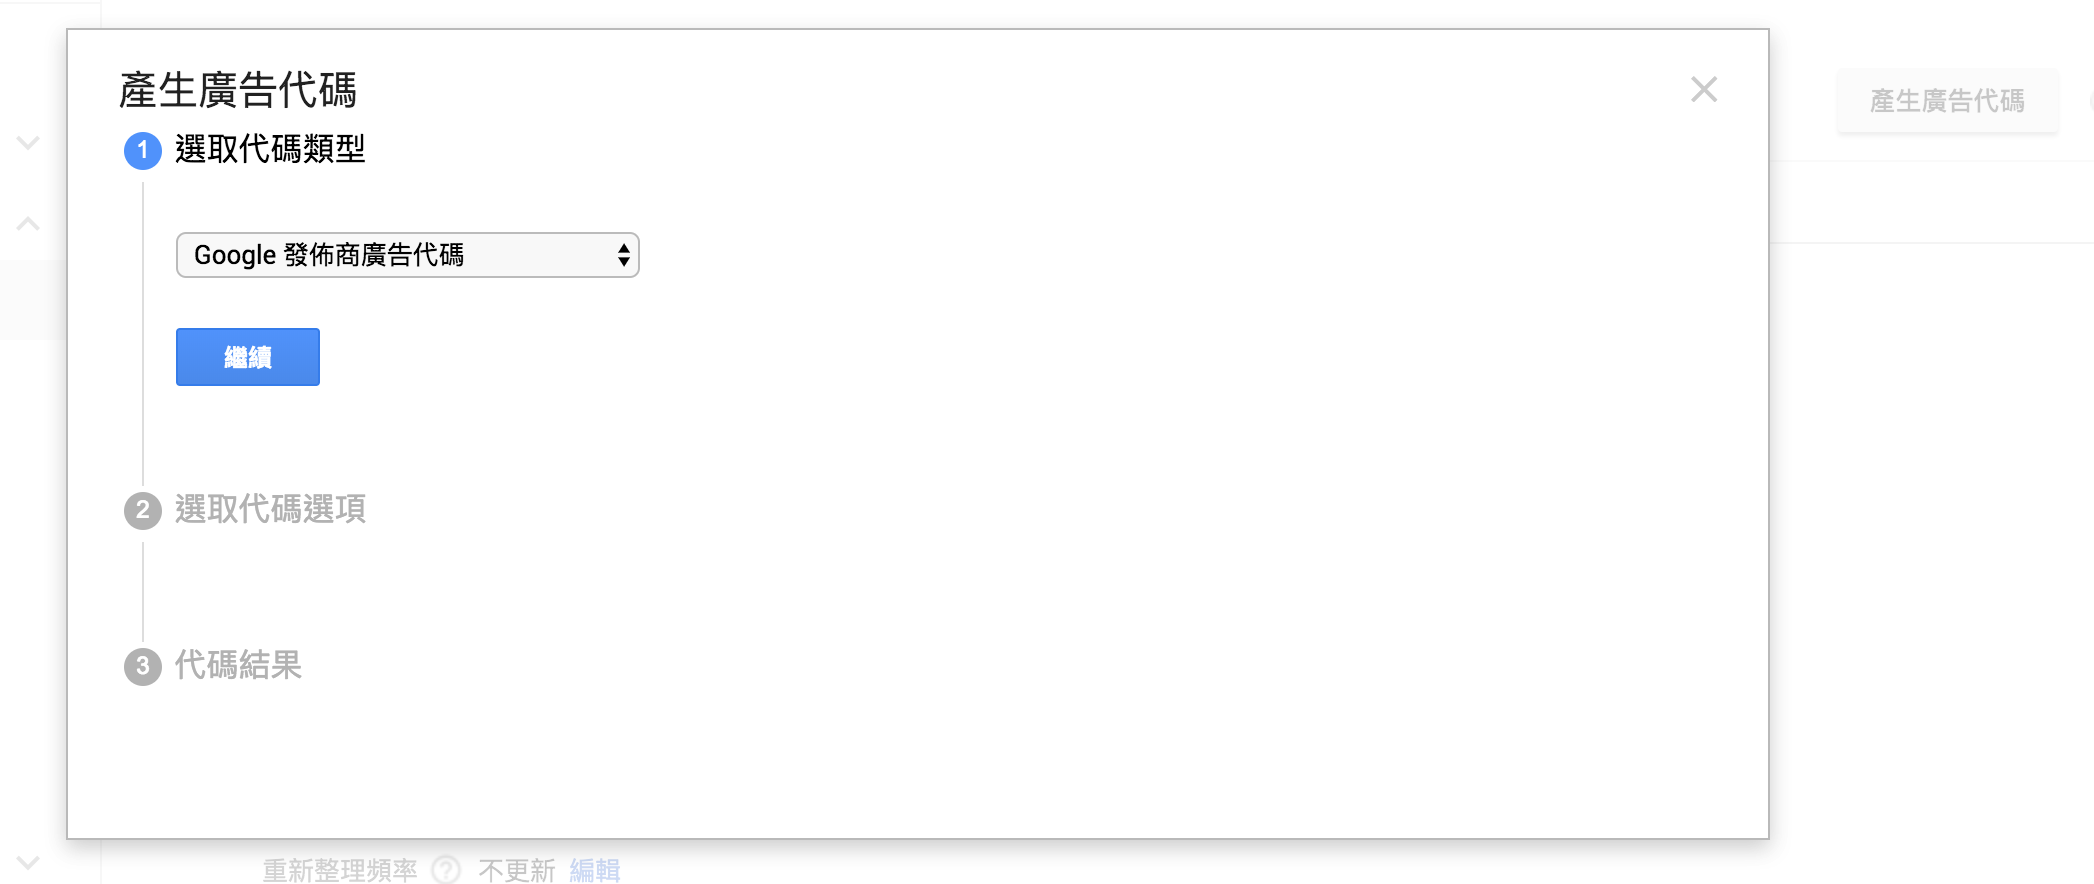 產生廣告代碼
產生廣告代碼
1 選取代碼類型
Google 發佈商廣告代碼
繼續
2 選取代碼選項
3 代碼結果
重新整理頻率 ? 不更新 編輯